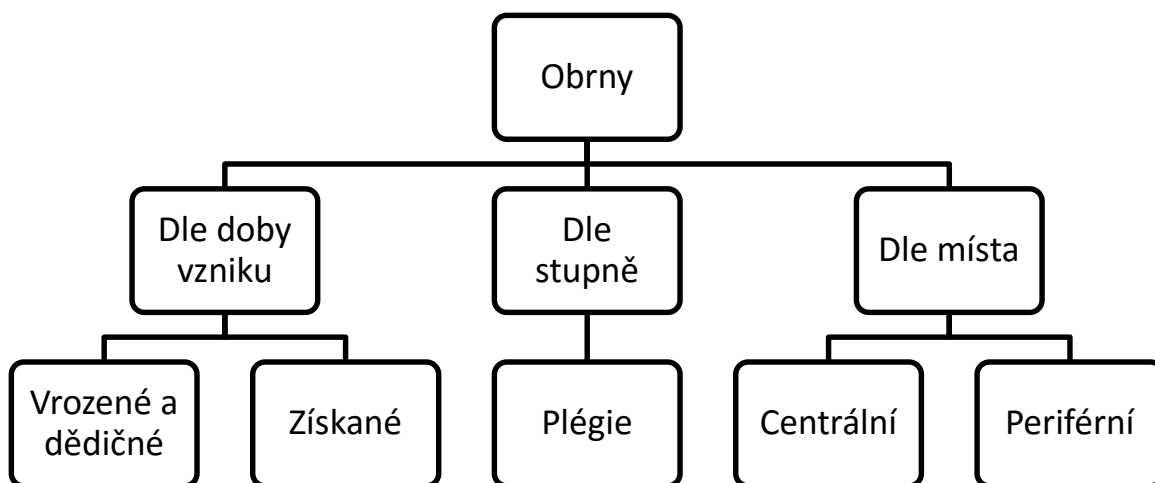 Obrny
Dle doby
vzniku
Dle
stupně
Dle místa
Vrozené a
dědičné
Získané
Plégie
Centrální
Periférní